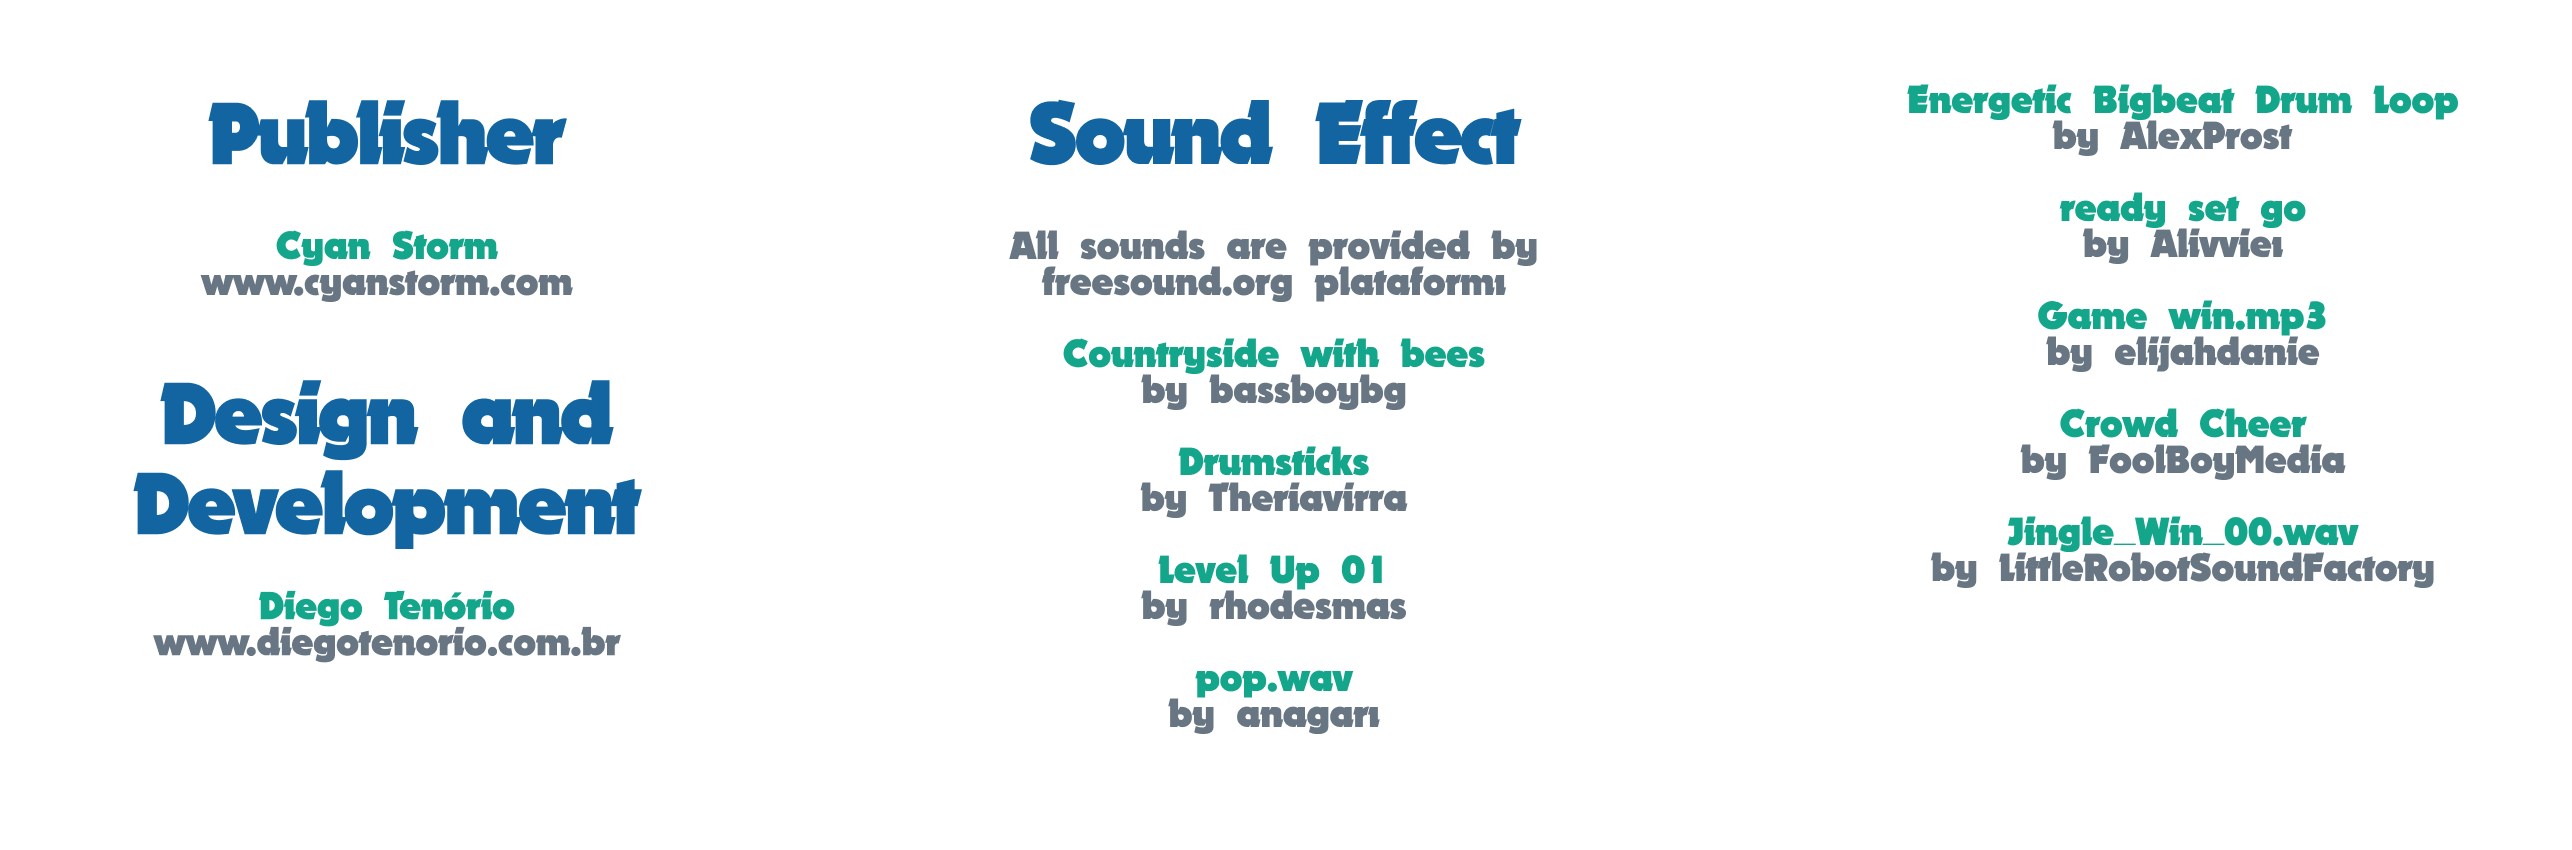 Publisher
Cyan Storm
www.cyanstorm.com
Design and
Development
Diego Tenório
www.diegotenorio.com.br
Sound Effect
All sounds are provided by
freesound.org plataformı
Countryside with bees
by bassboybg
Drumsticks
by Theriavirra
Level Up 01
by rhodesmas
pop.wav
by anagarı
Energetic Bigbeat Drum Loop
by AlexProst
ready set go
by Alivvieı
Game win.mp3
by elijahdanie
Crowd Cheer
by FoolBoyMedia
Jingle_Win_00.wav
by LittleRobotSoundFactory